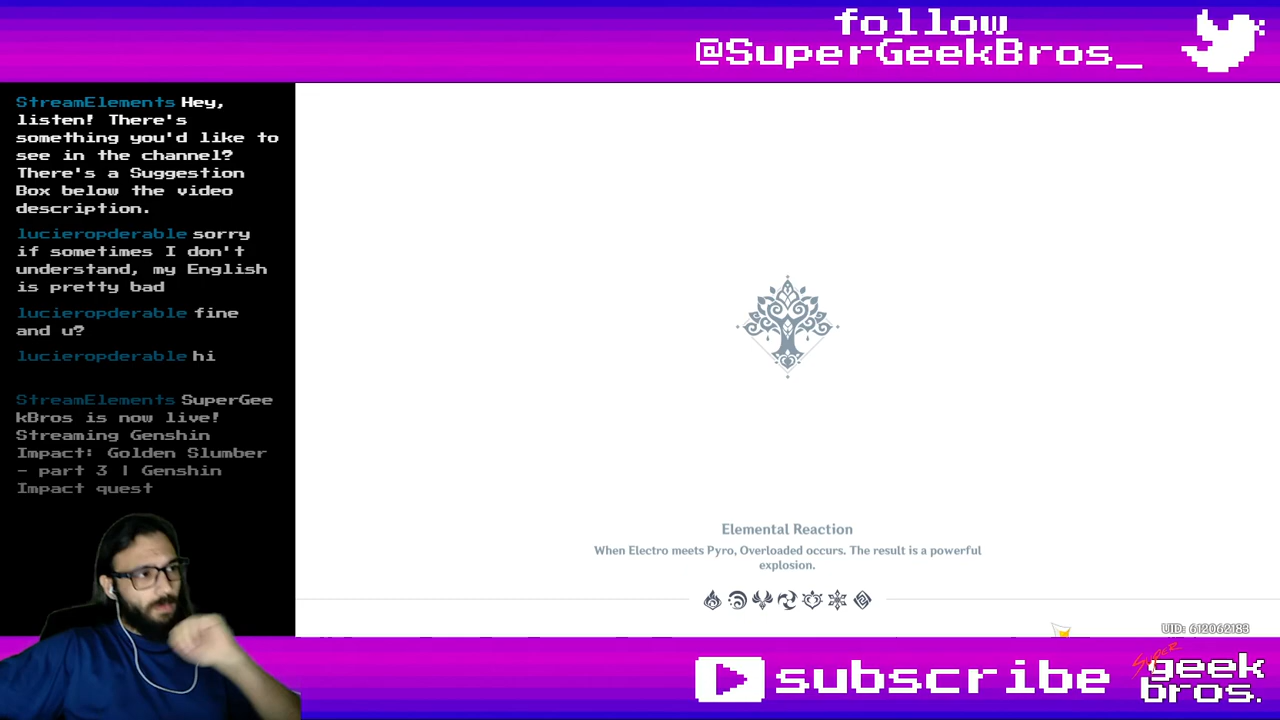 follow
@SuperGeekBros_
StreamElements Hey,
listen! There's
something you'd like to
see in the channel?
There's a Suggestion
Box below the video
description.
lucieropderable sorry
if sometimes I don't
understand, my English
is pretty bad
lucieropderable fine
and u?
lucieropderable hi
StreamElements SuperGee
kBros is now live!
Streaming Genshin
Impact: Golden Slumber
- part 3 | Genshin
Impact quest
Elemental Reaction
When Electro meets Pyro, Overloaded occurs. The result is a powerful
explosion.
UID: 612062183
subscribe
super
geek
bros.